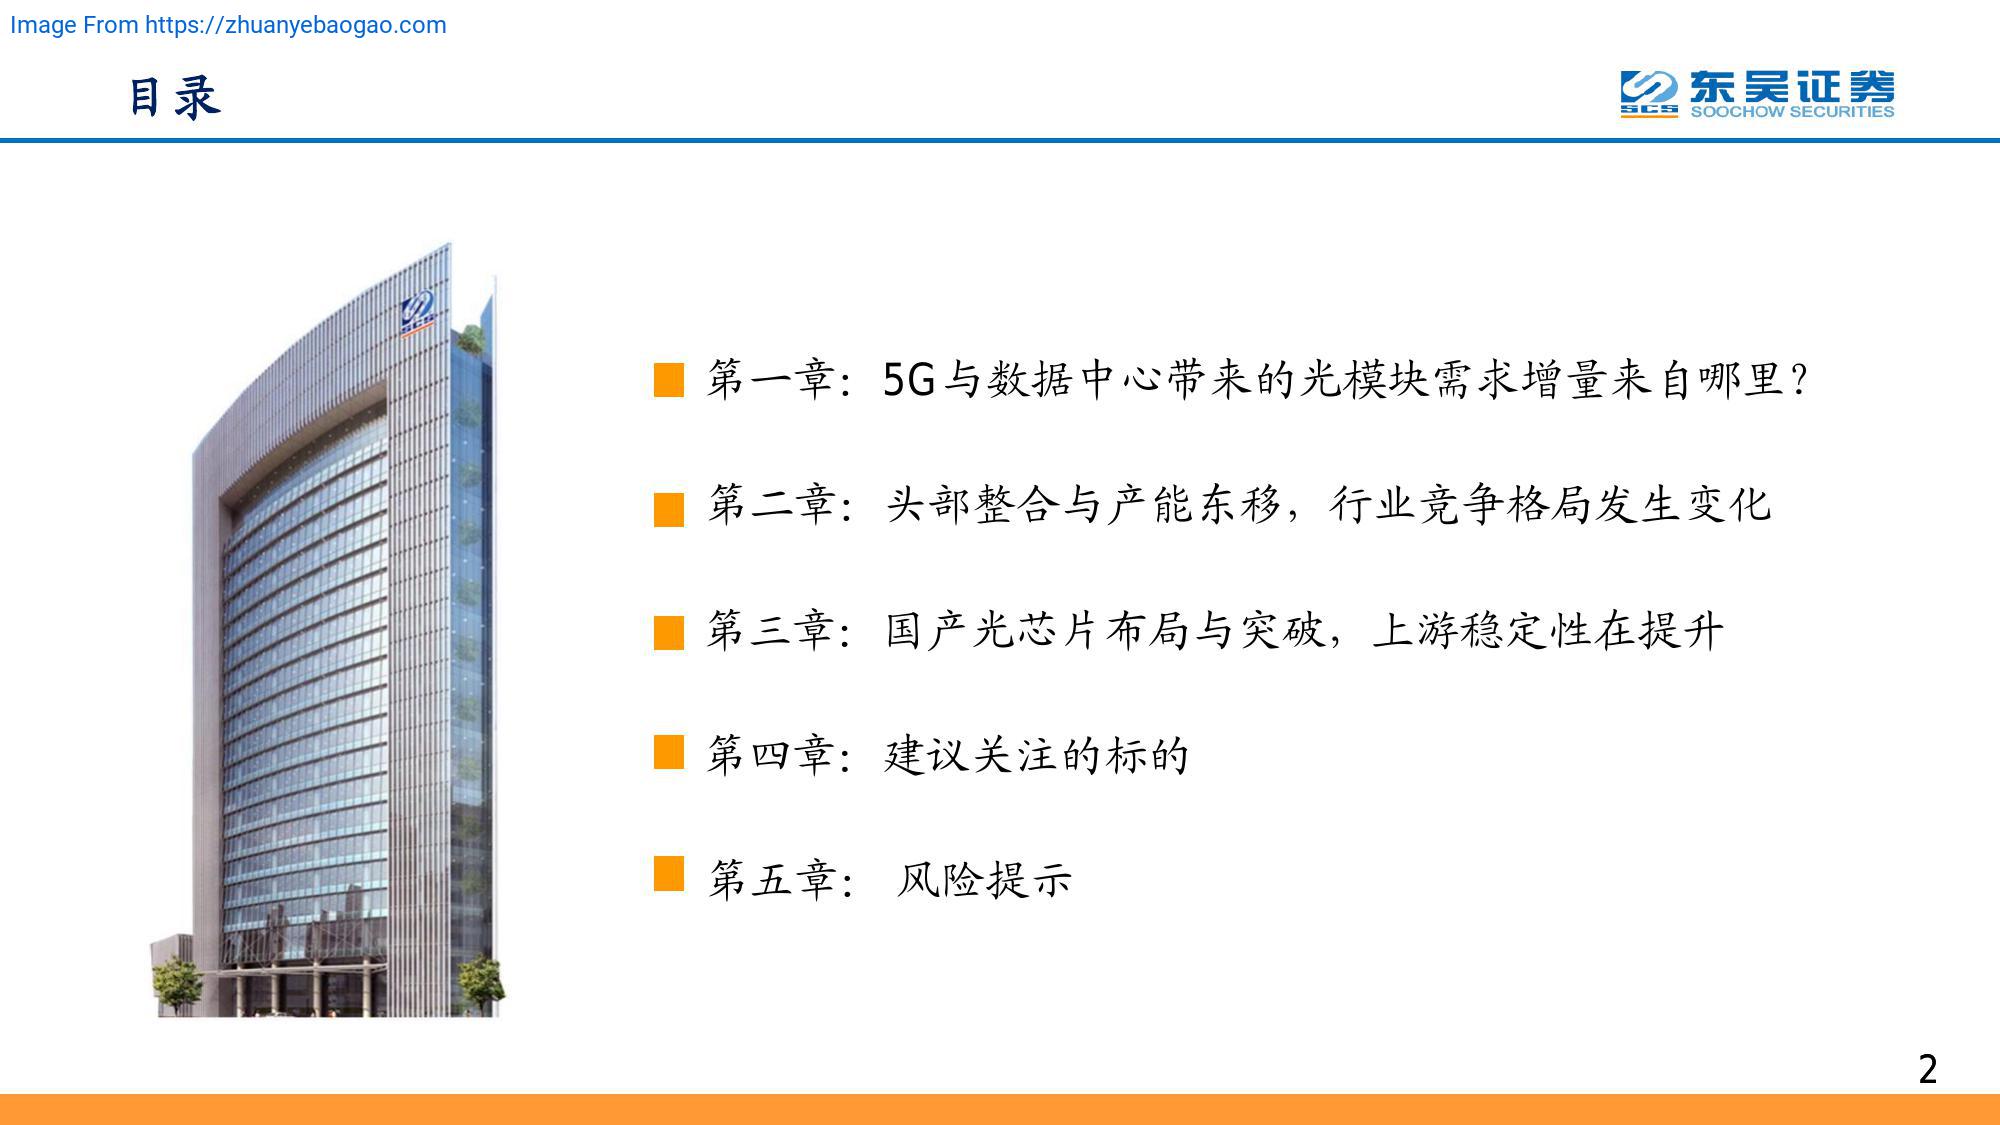 Image From https://zhuanyebaogao.com
目录
东吴证券
SCS
SOOCHOW SECURITIES
SCS
第一章：5G与数据中心带来的光模块需求增量来自哪里？
第二章：头部整合与产能东移，行业竞争格局发生变化
第三章：国产光芯片布局与突破，上游稳定性在提升
第四章：建议关注的标的
第五章： 风险提示
2